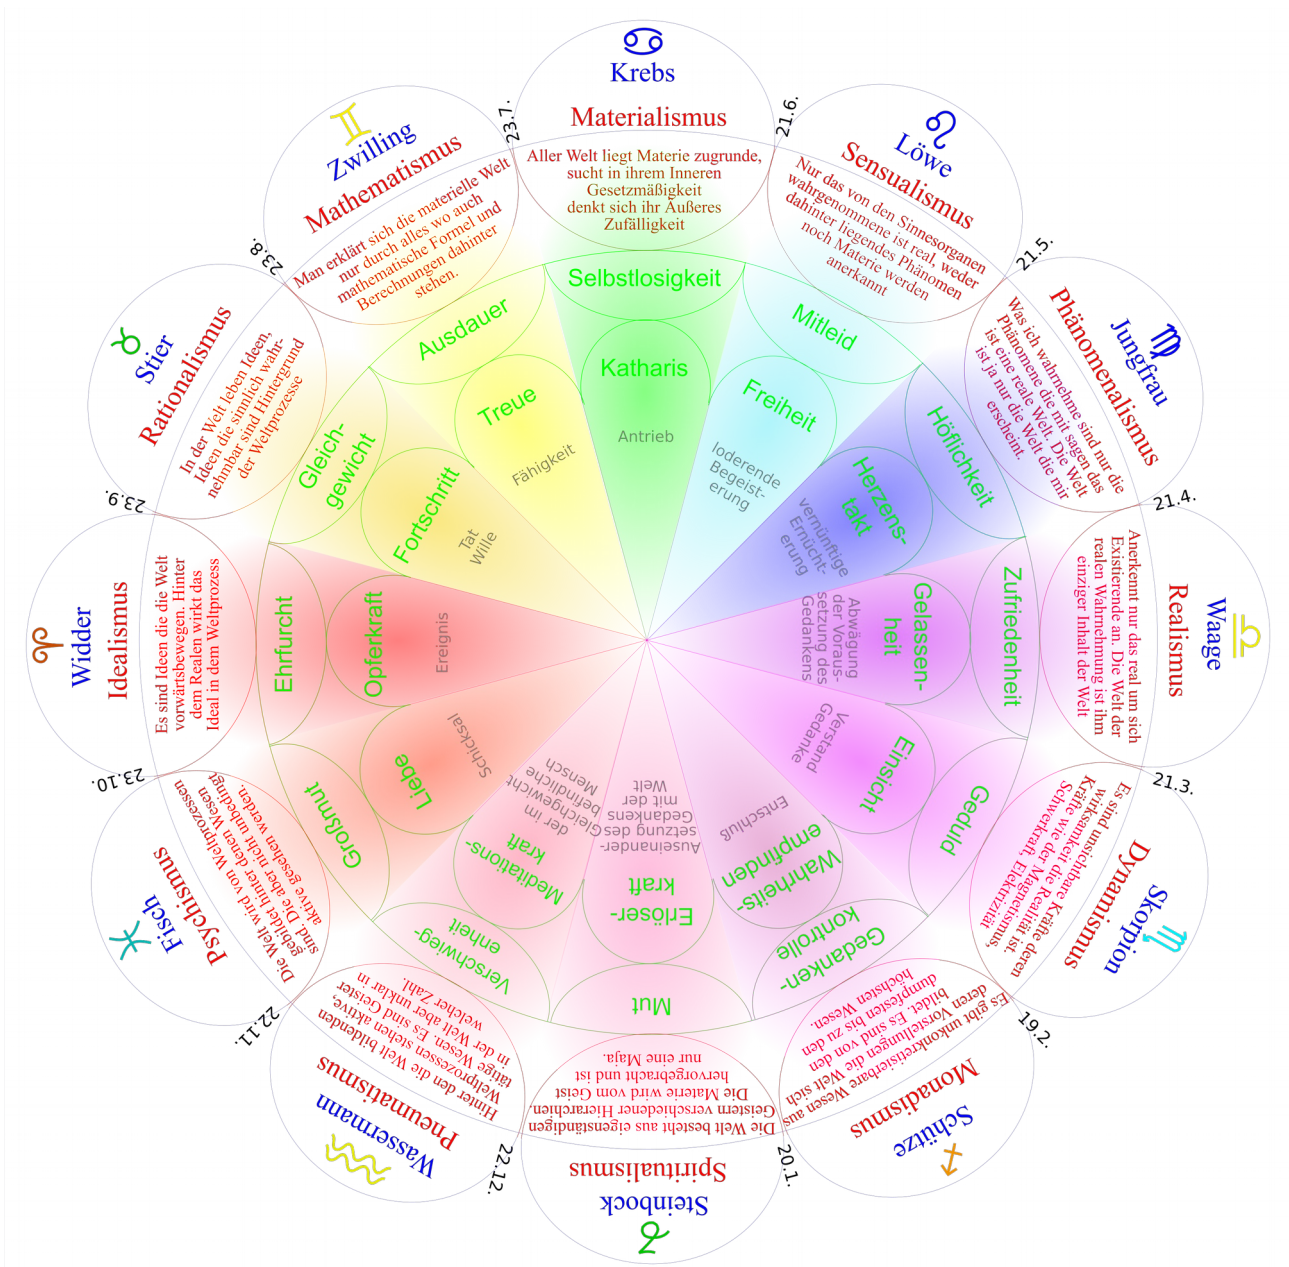 Krebs
Materialismus
Aller Welt liegt Materie zugrunde,
sucht in ihrem Inneren
Gesetzmäßigkeit
denkt sich ihr Äußeres
Zufälligkeit
Selbstlosigkeit
Katharis
Antrieb
21.6.
Löwe
Sensualismus
Nur das von den Sinnesorganen
wahrgenommene ist real, weder
dahinter liegendes Phänomen
noch Materie werden
anerkannt
Mitleid
Freiheit
loderende
Begeist-
erung
21.5.
Jungfrau
Phänomenalismus
Was ich wahrnehme sind nur die
Phänomene die mit sagen das
ist eine reale Welt. Die Welt
ist ja nur die Welt die mir
erscheint.
Höflichkeit
Herzens-
takt
vernünftige
Ernücht-
erung
21.4.
Waage
Realismus
Anerkennt nur das real um sich
Existierende an. Die Welt der
realen Wahrnehmung ist ihm
einziger Inhalt der Welt
Zufriedenheit
Gelassen-
heit
Abwägung
der Voraus-
setzung des
Gedankens
21.3.
Skorpion
Dynamismus
Es sind unsichtbare Kräfte deren
wirksamkeit die Realität ist.
Kräfte wie der Magnetismus,
Schwerkraft, Elektrizität
Geduld
Einsicht
Verstand
Gedanke
19.2.
Schütze
Monadismus
Es gibt unkonkretisierbare Wesen aus
deren Vorstellungen die Welt sich
bildet. Es sind von den
dumpfesten bis zu den
höchsten Wesen.
Gedanken-
kontrolle
Wahrheits-
empfinden
Entschluß
20.1.
Steinbock
Spiritualismus
Die Welt besteht aus eigenständigen
Geistern verschiedener Hierarchien.
Die Materie wird vom Geist
hervorgebracht und ist
nur eine Maja.
Mut
Erlöser-
kraft
Auseinander-
setzung des
Gedankens
mit der
Welt
22.12.
Wassermann
Pneumatismus
Hinter den die Welt bildenden
Weltprozessen stehen aktive,
tätige Wesen. Es sind Geister
in der Welt aber unklar in
welcher Zahl.
Verschwieg-
enheit
Meditations-
kraft
der im
Gleichgewicht
befindliche
Mensch
22.11.
Fisch
Psychismus
Die Welt wird von Weltprozessen
gebildet hinter denen Wesen
sind. Die aber nicht unbedingt
aktive gesehen werden.
Großmut
Liebe
Schicksal
23.10.
Widder
Idealismus
Es sind Ideen die die Welt
vorwärtsbewegen. Hinter
dem Realen wirkt das
Ideal in dem Weltprozess
Ehrfurcht
Opferkraft
Ereignis
23.9.
Stier
Rationalismus
In der Welt leben Ideen,
Ideen die sinnlich wahr-
nehmbar sind Hintergrund
der Weltprozesse
Gleich-
gewicht
Fortschritt
Tat
Wille
23.8.
Zwilling
Mathematismus
Man erklärt sich die materielle Welt
nur durch alles wo auch
mathematische Formel und
Berechnungen dahinter
stehen.
Ausdauer
Treue
Fähigkeit
23.7.